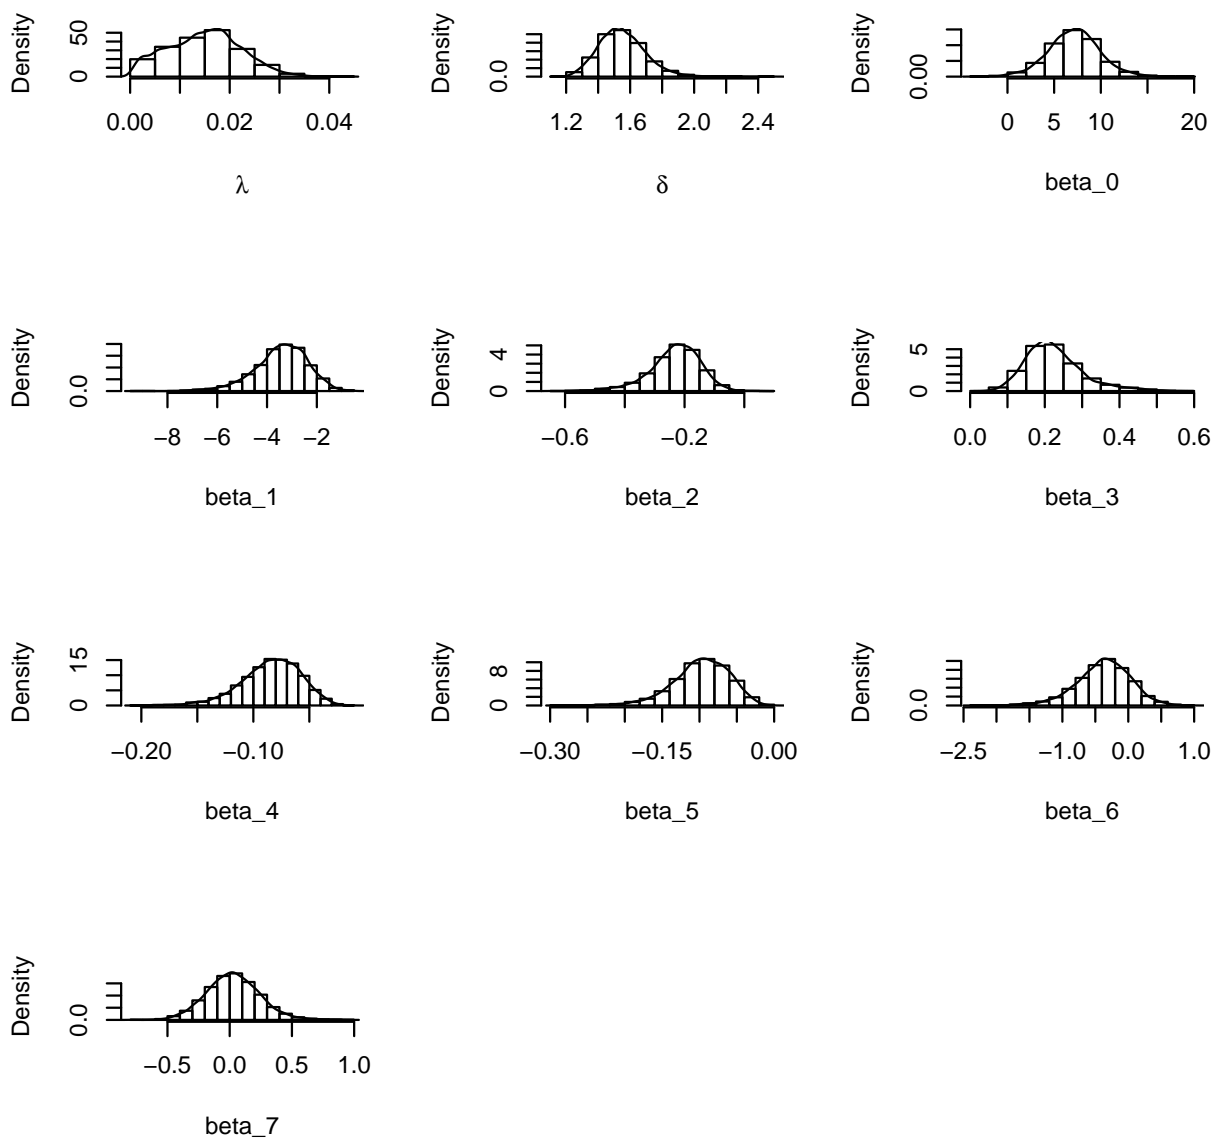 Density
50
0
0.00 0.02 0.04
λ
Density
0.0
1.2 1.6 2.0 2.4
δ
Density
0.00
0 5 10 20
beta_0
Density
0.0
−8 −6 −4 −2
beta_1
Density
4
0
−0.6 −0.2
beta_2
Density
5
0
0.0 0.2 0.4 0.6
beta_3
Density
15
0
−0.20 −0.10
beta_4
Density
8
0
−0.30 −0.15 0.00
beta_5
Density
0.0
−2.5 −1.0 0.0 1.0
beta_6
Density
0.0
−0.5 0.0 0.5 1.0
beta_7